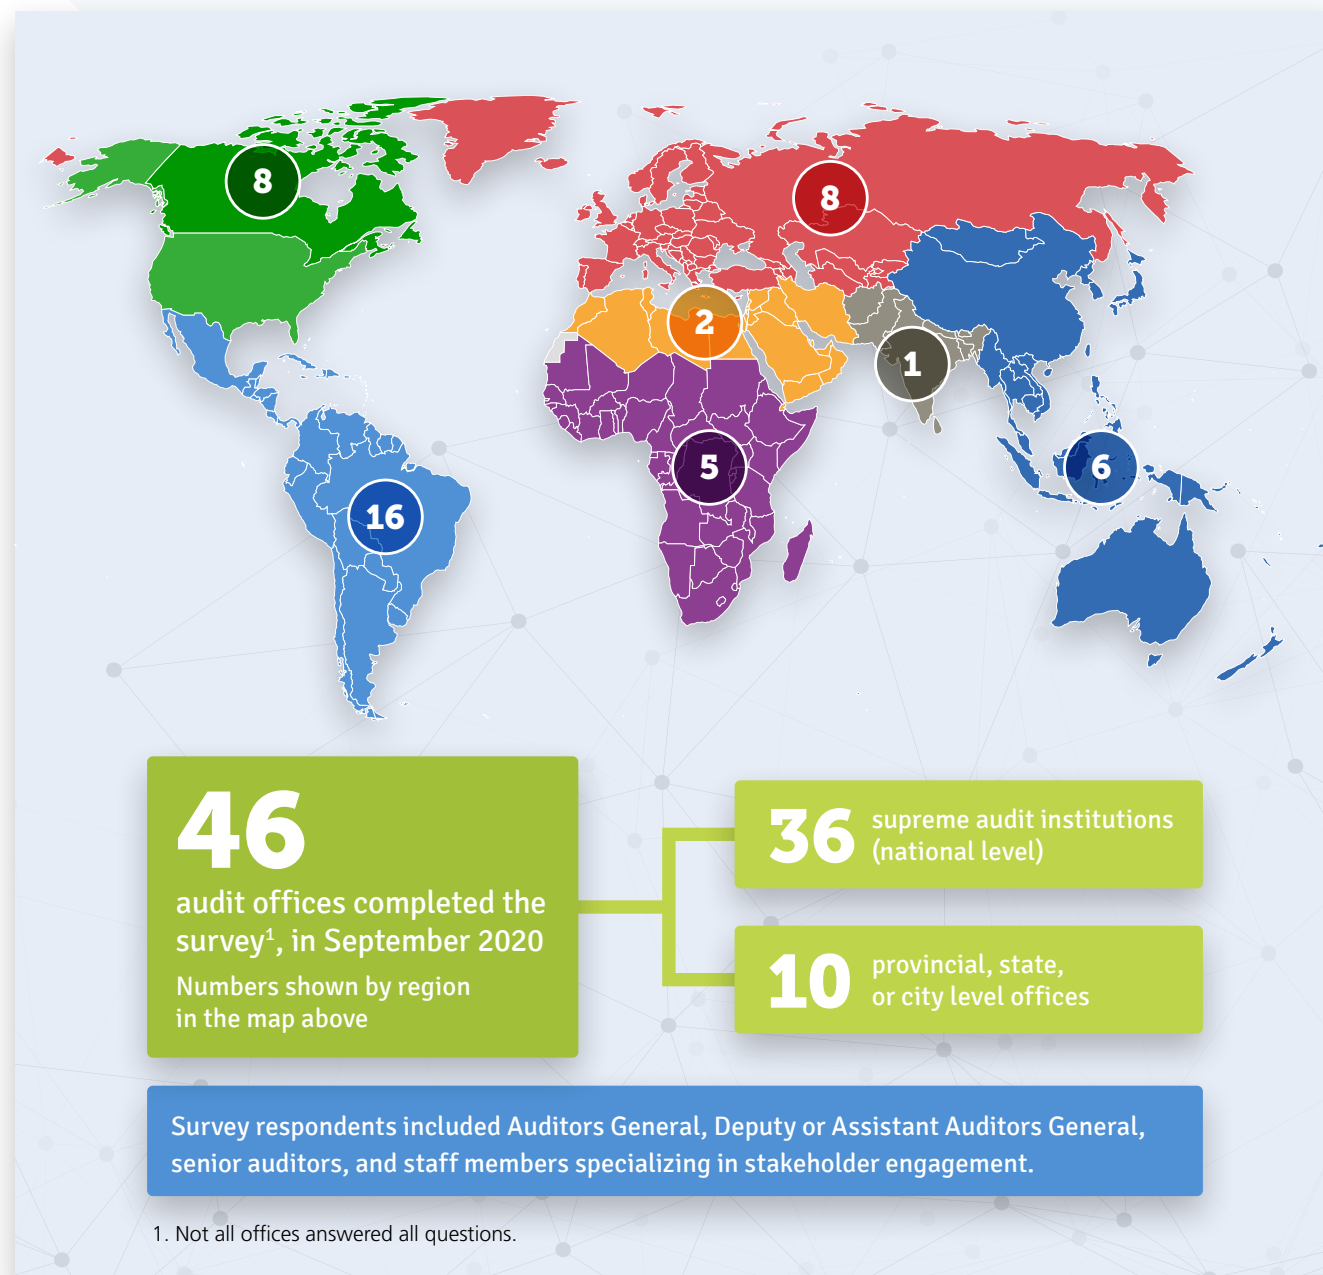 8
8
2
1
5
6
16
46
audit offices completed the
survey¹, in September 2020
Numbers shown by region
in the map above
36
supreme audit institutions
(national level)
10
provincial, state,
or city level offices
Survey respondents included Auditors General, Deputy or Assistant Auditors General,
senior auditors, and staff members specializing in stakeholder engagement.
1. Not all offices answered all questions.